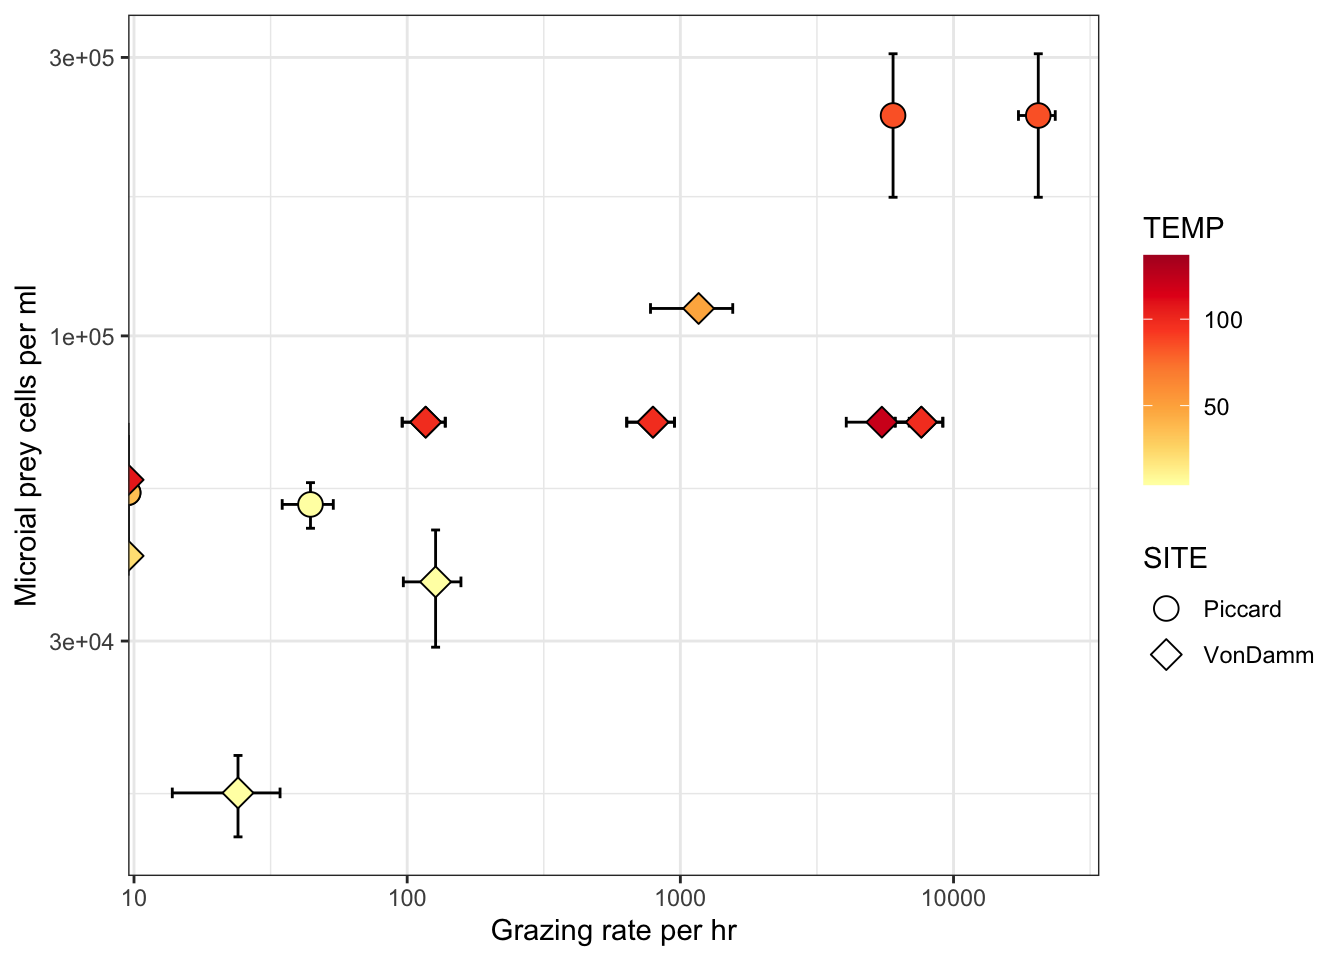 3e+05
1e+05
3e+04
Microial prey cells per ml
10
100
1000
10000
Grazing rate per hr
TEMP
100
50
SITE
Piccard
VonDamm